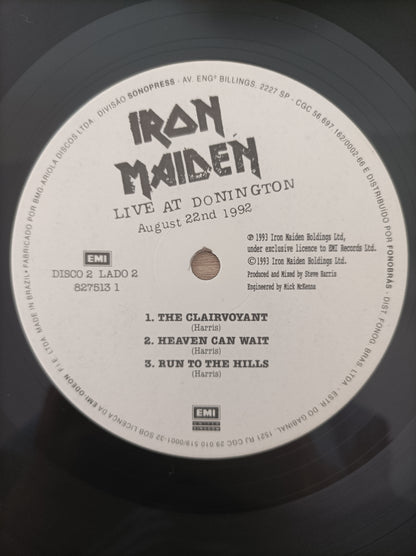 IRON
MAIDEN
LIVE AT DONINGTON
August 22nd 1992
EMI
DISCO 2 LADO 2
827513 1
℗ 1993 Iron Maiden Holdings Ltd,
under exclusive licence to EMI Records Ltd.
© 1993 Iron Maiden Holdings Ltd.
Produced and Mixed by Steve Harris
Engineered by Mick McKenna
1. THE CLAIRVOYANT
(Harris)
2. HEAVEN CAN WAIT
(Harris)
3. RUN TO THE HILLS
(Harris)
EMI
UNITED
KINGDOM
F.I.E LTDA MADE IN BRAZIL • FABRICADO POR BMG ARIOLA DISCOS LTDA · DIVISÃO SONOPRESS · AV. ENGº BILLINGS, 2227 SP - CGC 56.697.162/0002-66 E DISTRIBUÍDO POR FONOBRÁS · DIST. FONOG BRAS LTDA · ESTR. DO GABINAL, 1521 RJ CGC 29 010 519/0001-32 SOB LICENÇA DA EMI-ODEON